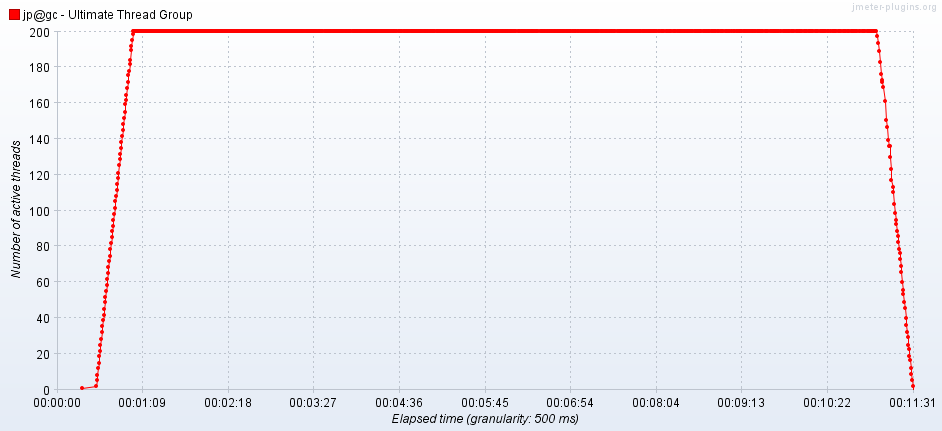 jp@gc - Ultimate Thread Group
jmeter-plugins.org
200
180
160
140
120
100
80
60
40
20
0
Number of active threads
00:00:00 00:01:09 00:02:18 00:03:27 00:04:36 00:05:45 00:06:54 00:08:04 00:09:13 00:10:22 00:11:31
Elapsed time (granularity: 500 ms)